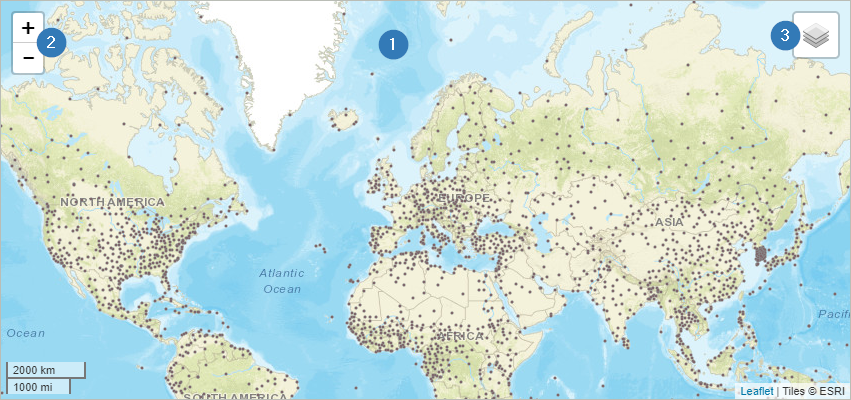 +
2
−
1
3
NORTH AMERICA
EUROPE
ASIA
Atlantic
Ocean
Ocean
Pacific
AFRICA
SOUTH AMERICA
2000 km
1000 mi
Leaflet | Tiles © ESRI